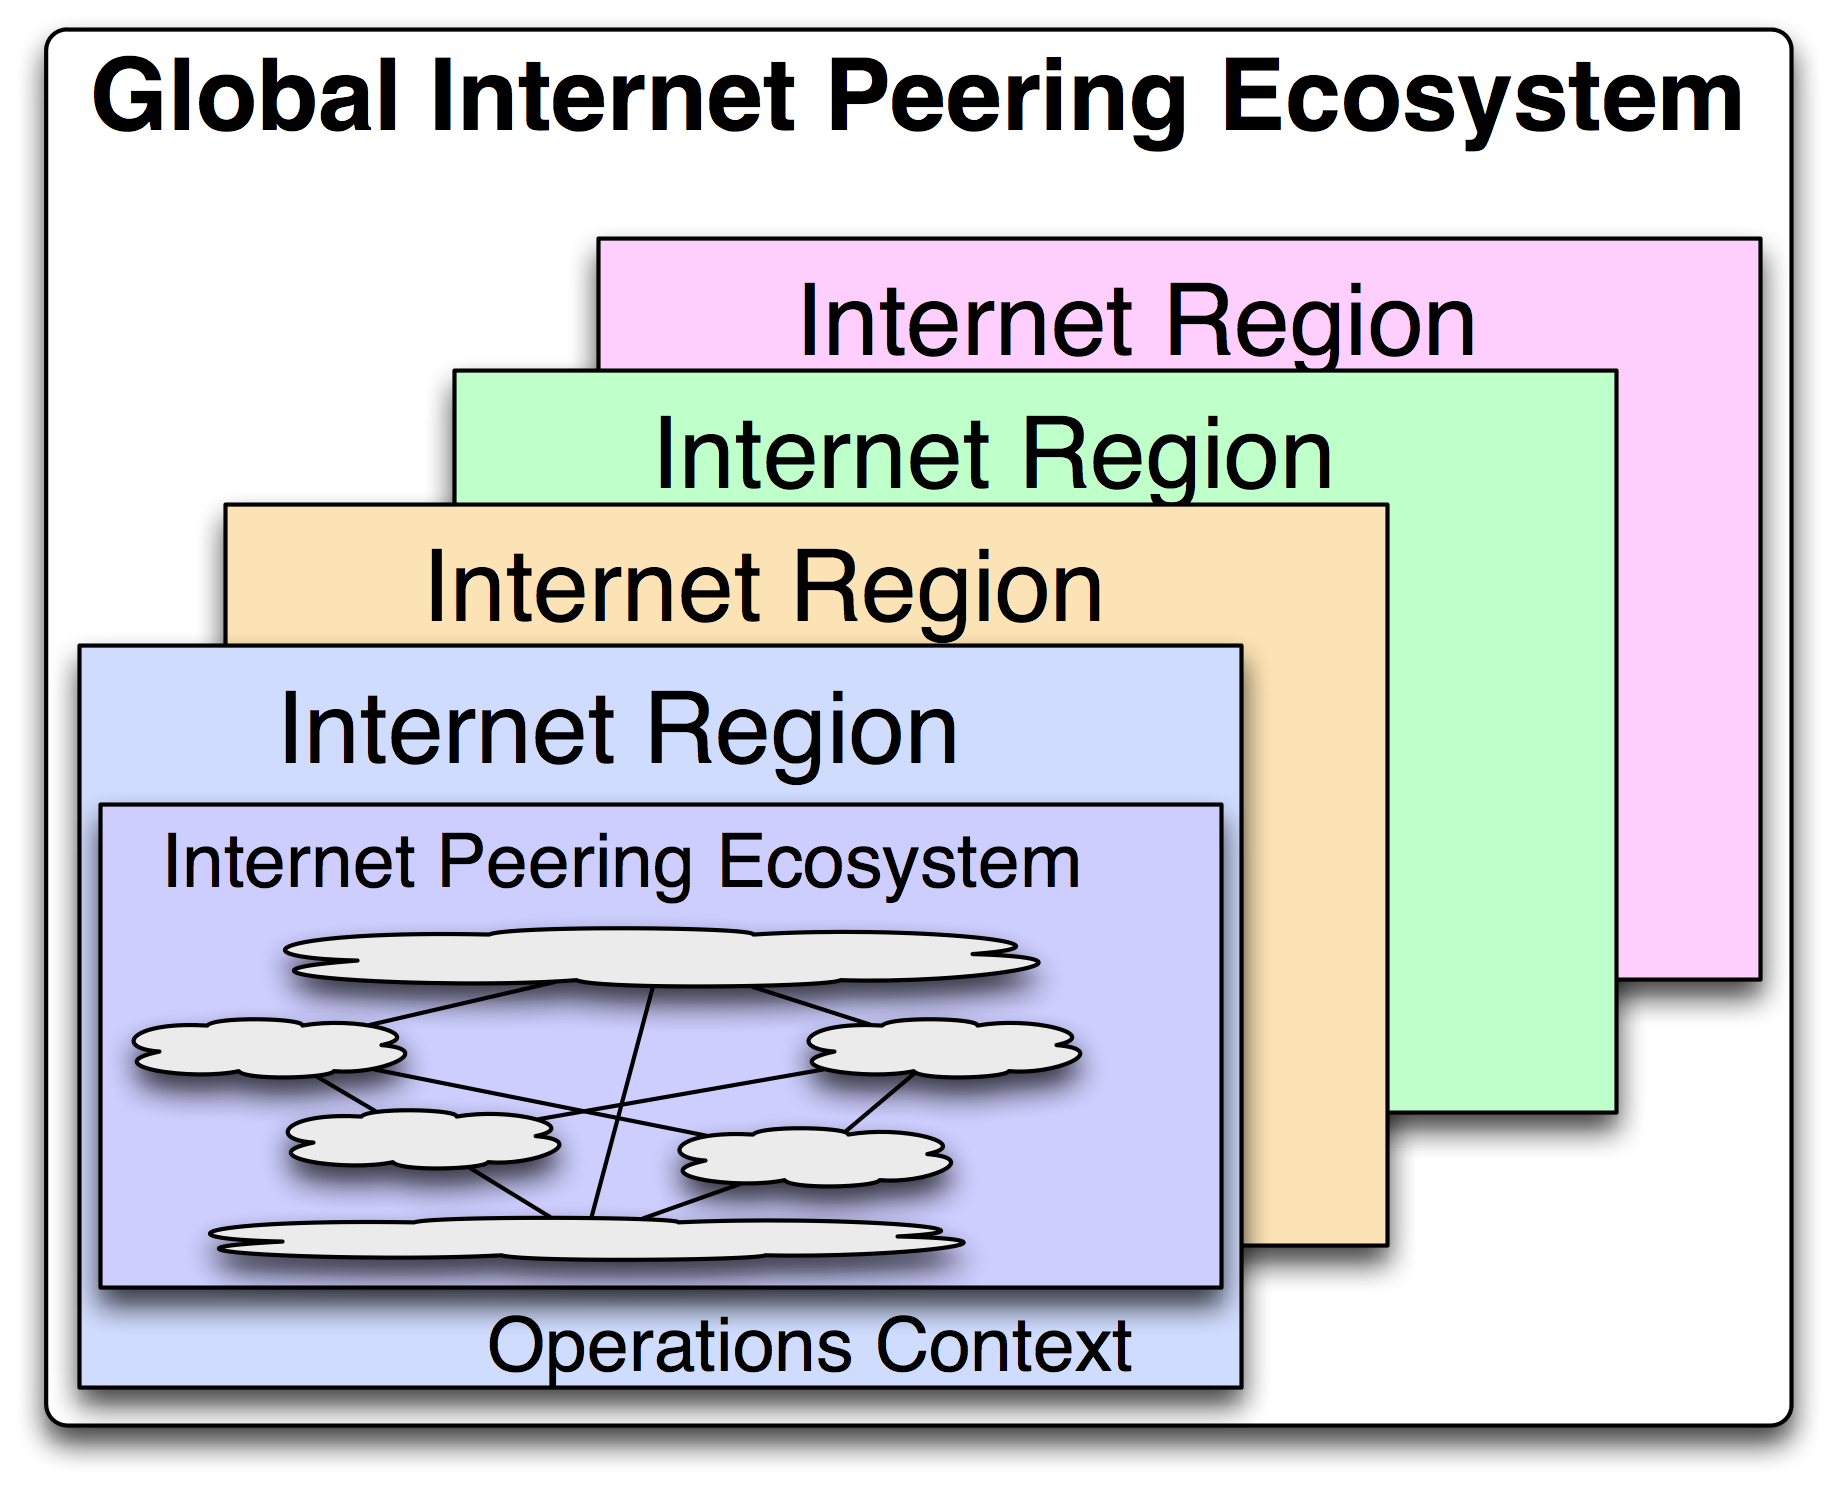 Global Internet Peering Ecosystem
Internet Region
Internet Region
Internet Region
Internet Region
Internet Peering Ecosystem
Operations Context